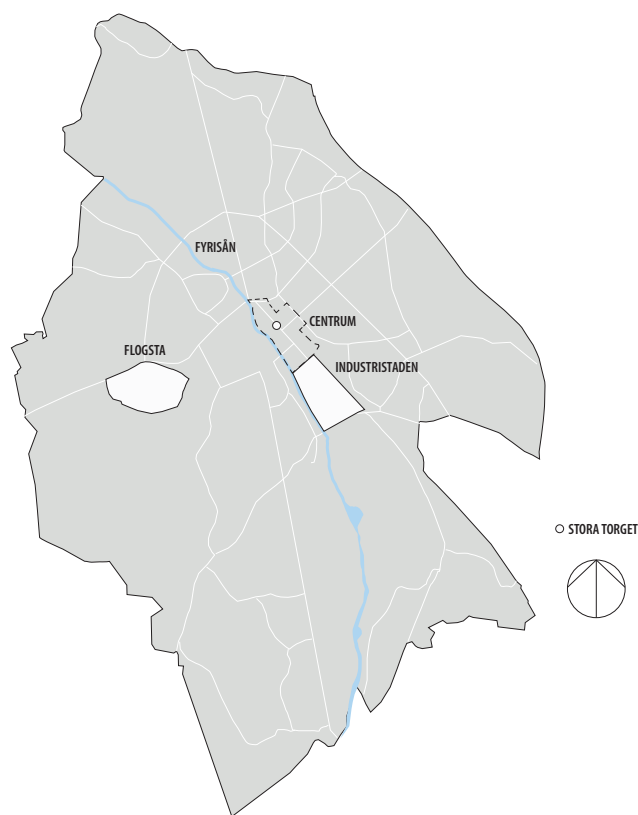 FYRISÅN
CENTRUM
FLOGSTA
INDUSTRISTADEN
STORA TORGET